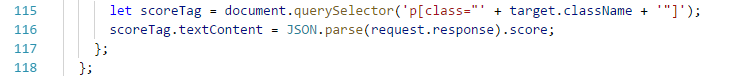 115 let scoreTag = document.querySelector('p[class="' + target.className + '"]');
116 scoreTag.textContent = JSON.parse(request.response).score;
117 };
118 };